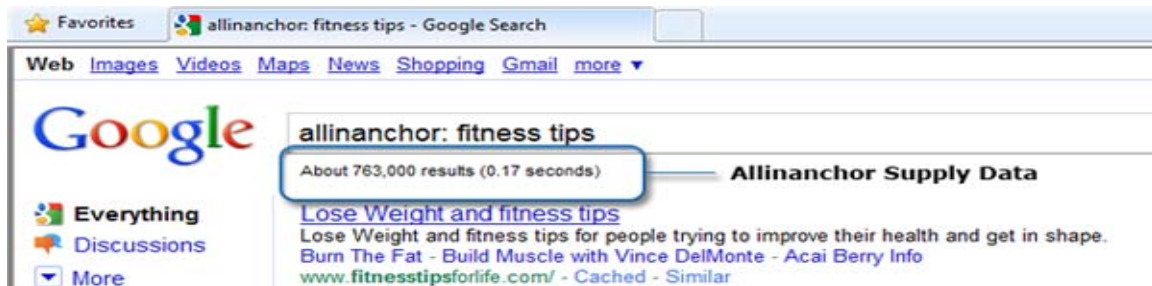 Favorites allinanchor: fitness tips - Google Search
Web Images Videos Maps News Shopping Gmail more ▼
Google
allinanchor: fitness tips
About 763,000 results (0.17 seconds) Allinanchor Supply Data
Everything
Discussions
More
Lose Weight and fitness tips
Lose Weight and fitness tips for people trying to improve their health and get in shape.
Burn The Fat - Build Muscle with Vince DelMonte - Acai Berry Info
www.fitnesstipsforlife.com/ - Cached - Similar